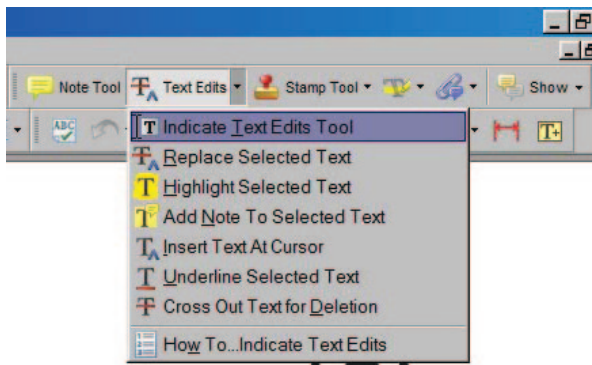 Note Tool Text Edits Stamp Tool Show
ABC T+
T Indicate Text Edits Tool
Replace Selected Text
T Highlight Selected Text
T Add Note To Selected Text
Insert Text At Cursor
T Underline Selected Text
Cross Out Text for Deletion
How To...Indicate Text Edits